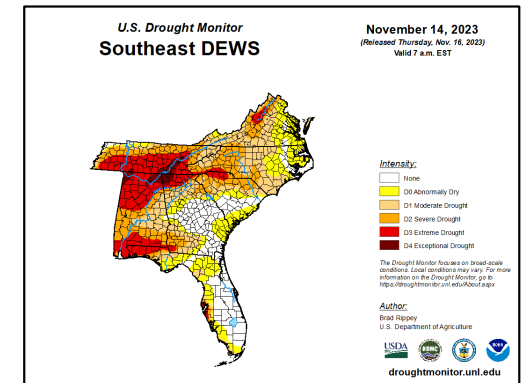 U.S. Drought Monitor
Southeast DEWS
November 14, 2023
(Released Thursday, Nov. 16, 2023)
Valid 7 a.m. EST
Intensity:
None
D0 Abnormally Dry
D1 Moderate Drought
D2 Severe Drought
D3 Extreme Drought
D4 Exceptional Drought
The Drought Monitor focuses on broad-scale
conditions. Local conditions may vary. For more
information on the Drought Monitor, go to
https://droughtmonitor.unl.edu/About.aspx
Author:
Brad Rippey
U.S. Department of Agriculture
USDA
NDMC
droughtmonitor.unl.edu